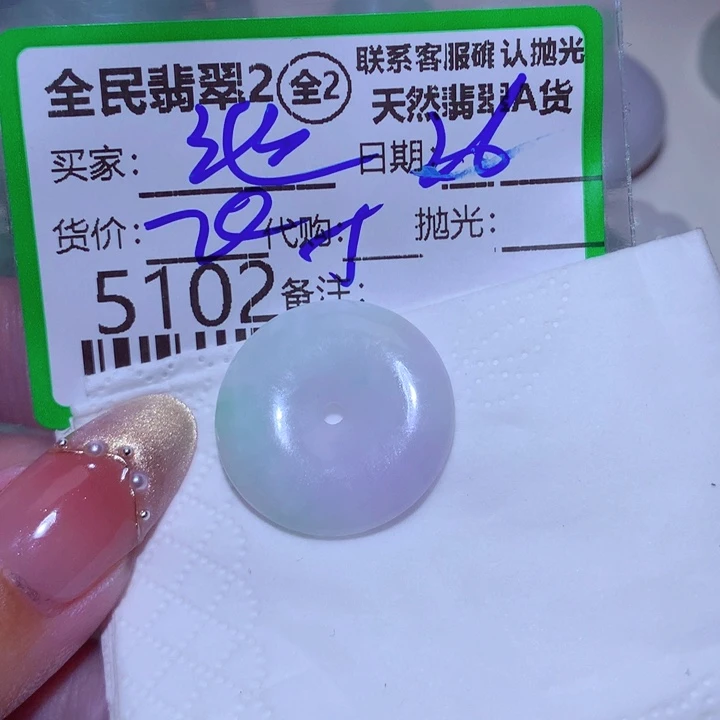 全民翡翠2 全2 联系客服确认抛光
天然翡翠A货
买家: 日期: 26
货价: 代购: 抛光:
5102 备注: